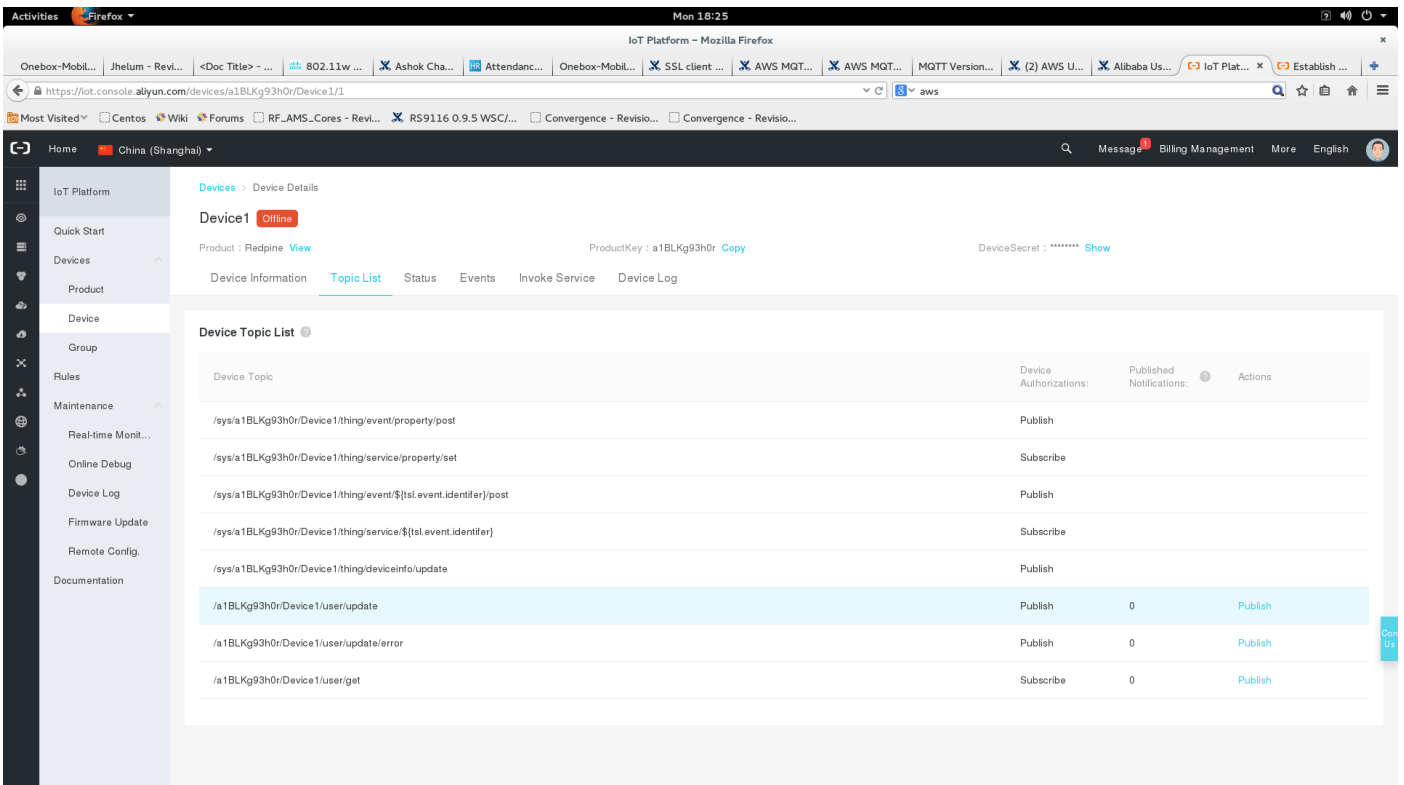 Activities Firefox Mon 18:25
IoT Platform – Mozilla Firefox
Onebox-Mobil... Jhelum - Revi... <Doc Title> - ... 802.11w ... Ashok Cha... HR Attendanc... Onebox-Mobil... SSL client ... AWS MQT... AWS MQT... MQTT Version... (2) AWS U... Alibaba Us... IoT Plat... Establish ...
https://iot.console.aliyun.com/devices/a1BLKg93h0r/Device1/1 aws
Most Visited Centos Wiki Forums RF_AMS_Cores - Revi... RS9116 0.9.5 WSC/... Convergence - Revisio... Convergence - Revisio...
Home China (Shanghai) Message 1 Billing Management More English
IoT Platform
Quick Start
Devices
Product
Device
Group
Rules
Maintenance
Real-time Monit...
Online Debug
Device Log
Firmware Update
Remote Config.
Documentation
Devices > Device Details
Device1 Offline
Product : Redpine View ProductKey : a1BLKg93h0r Copy DeviceSecret : ******** Show
Device Information Topic List Status Events Invoke Service Device Log
Device Topic List
Device Topic Device Authorizations: Published Notifications: Actions
/sys/a1BLKg93h0r/Device1/thing/event/property/post Publish
/sys/a1BLKg93h0r/Device1/thing/service/property/set Subscribe
/sys/a1BLKg93h0r/Device1/thing/event/${tsl.event.identifer}/post Publish
/sys/a1BLKg93h0r/Device1/thing/service/${tsl.event.identifer} Subscribe
/sys/a1BLKg93h0r/Device1/thing/deviceinfo/update Publish
/a1BLKg93h0r/Device1/user/update Publish 0 Publish
/a1BLKg93h0r/Device1/user/update/error Publish 0 Publish
/a1BLKg93h0r/Device1/user/get Subscribe 0 Publish
Con
Us